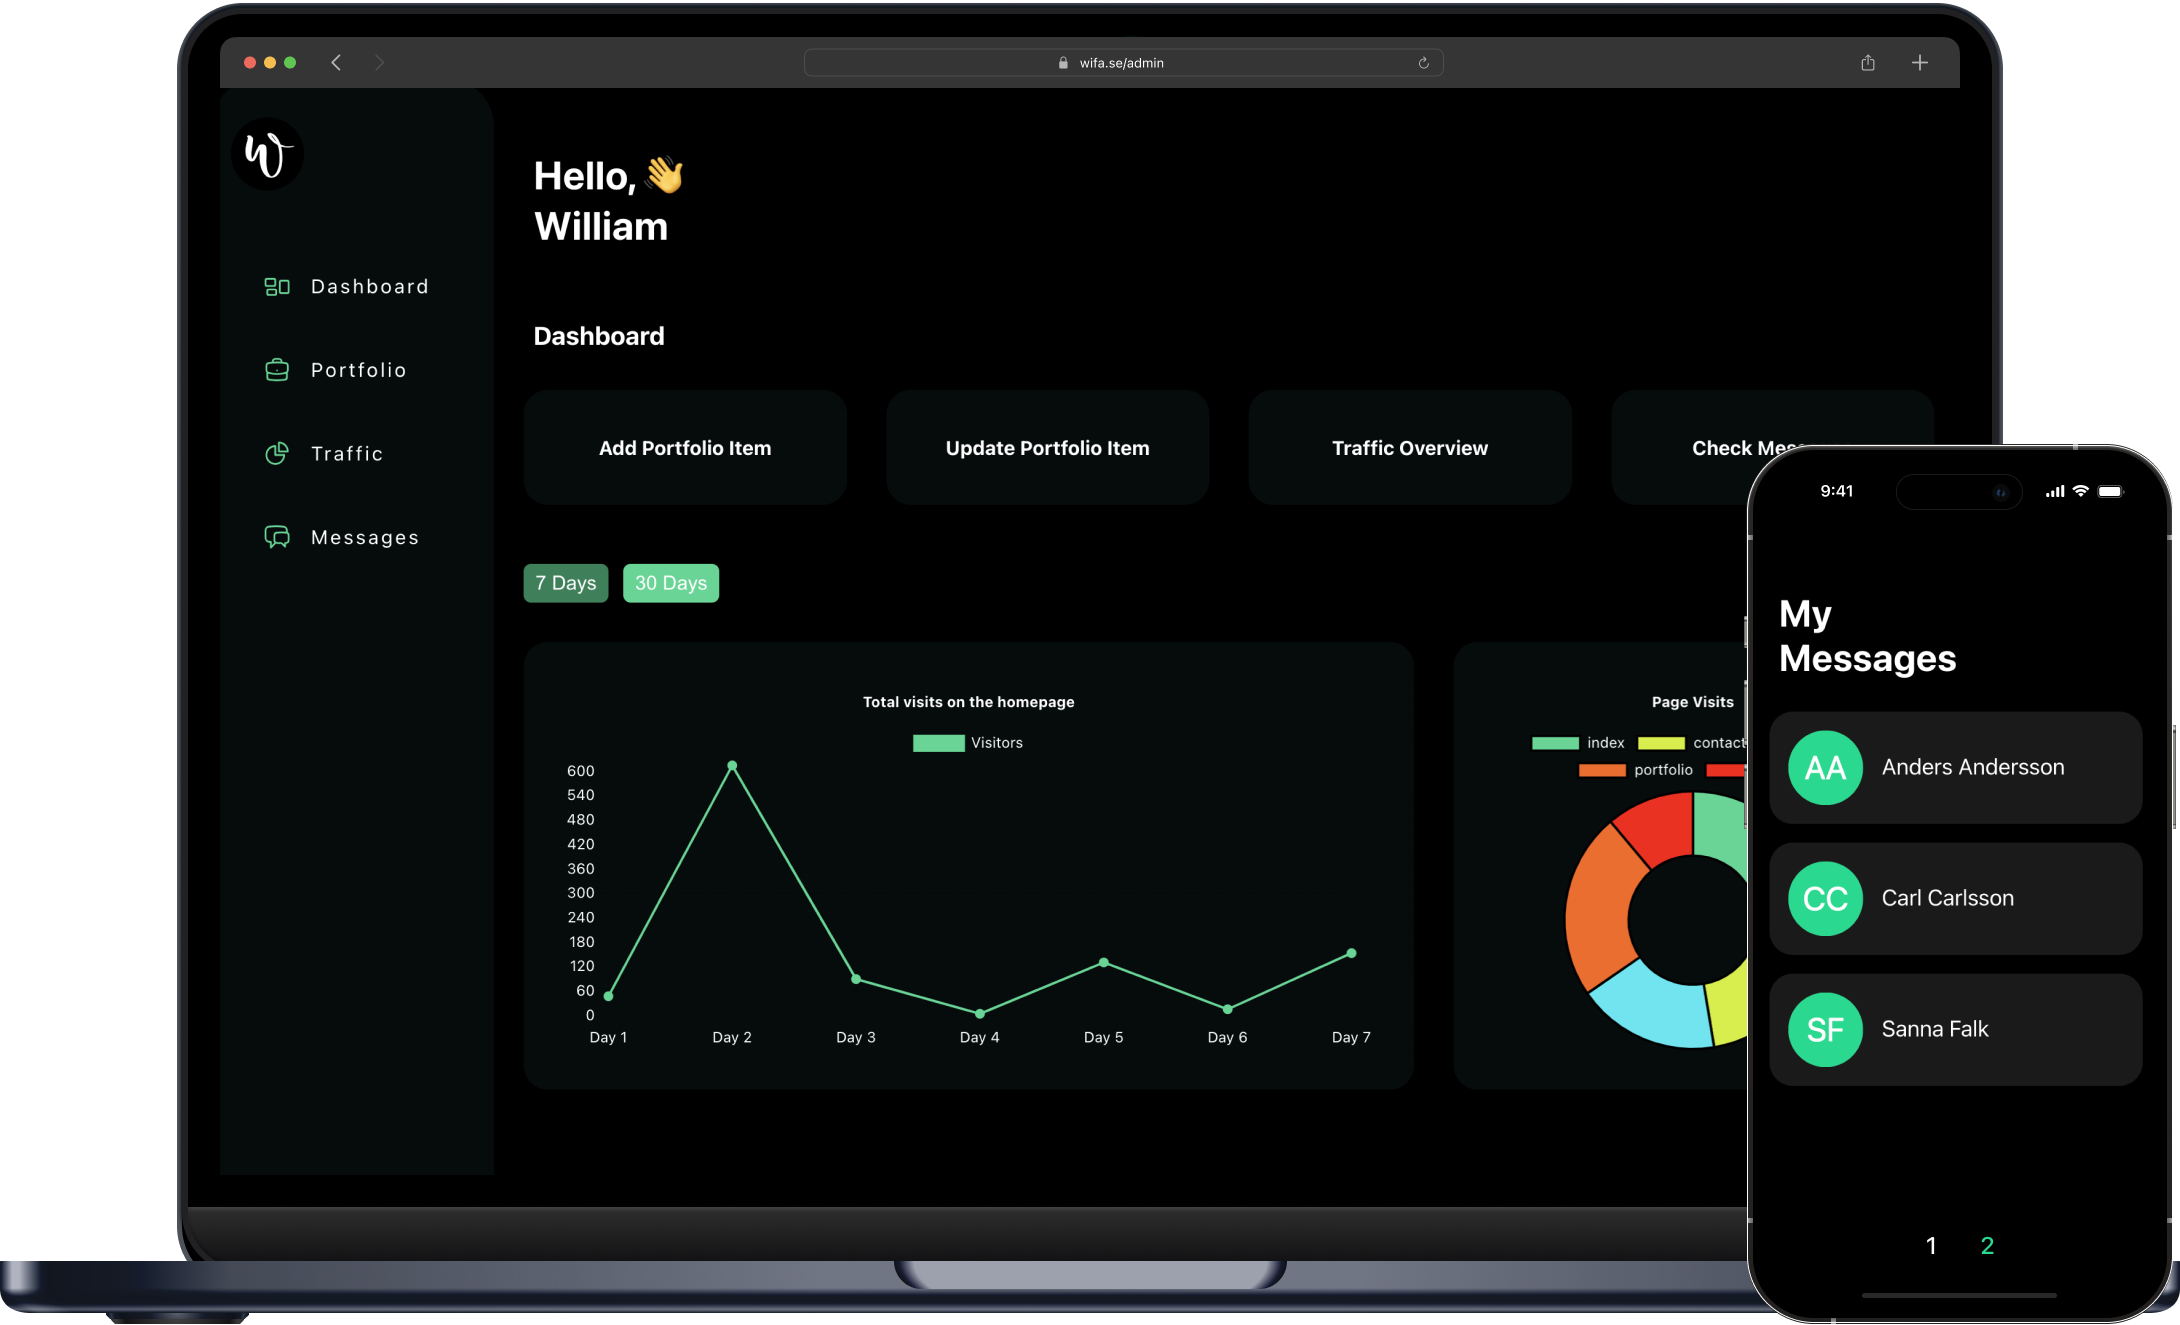 wifa.se/admin
W
Hello, 👋
William
Dashboard
Portfolio
Traffic
Messages
Dashboard
Add Portfolio Item
Update Portfolio Item
Traffic Overview
Check
7 Days
30 Days
Total visits on the homepage
Visitors
600
540
480
420
360
300
240
180
120
60
0
Day 1
Day 2
Day 3
Day 4
Day 5
Day 6
Day 7
Page Visits
index
contact
portfolio
9:41
My
Messages
AA
Anders Andersson
CC
Carl Carlsson
SF
Sanna Falk
1
2